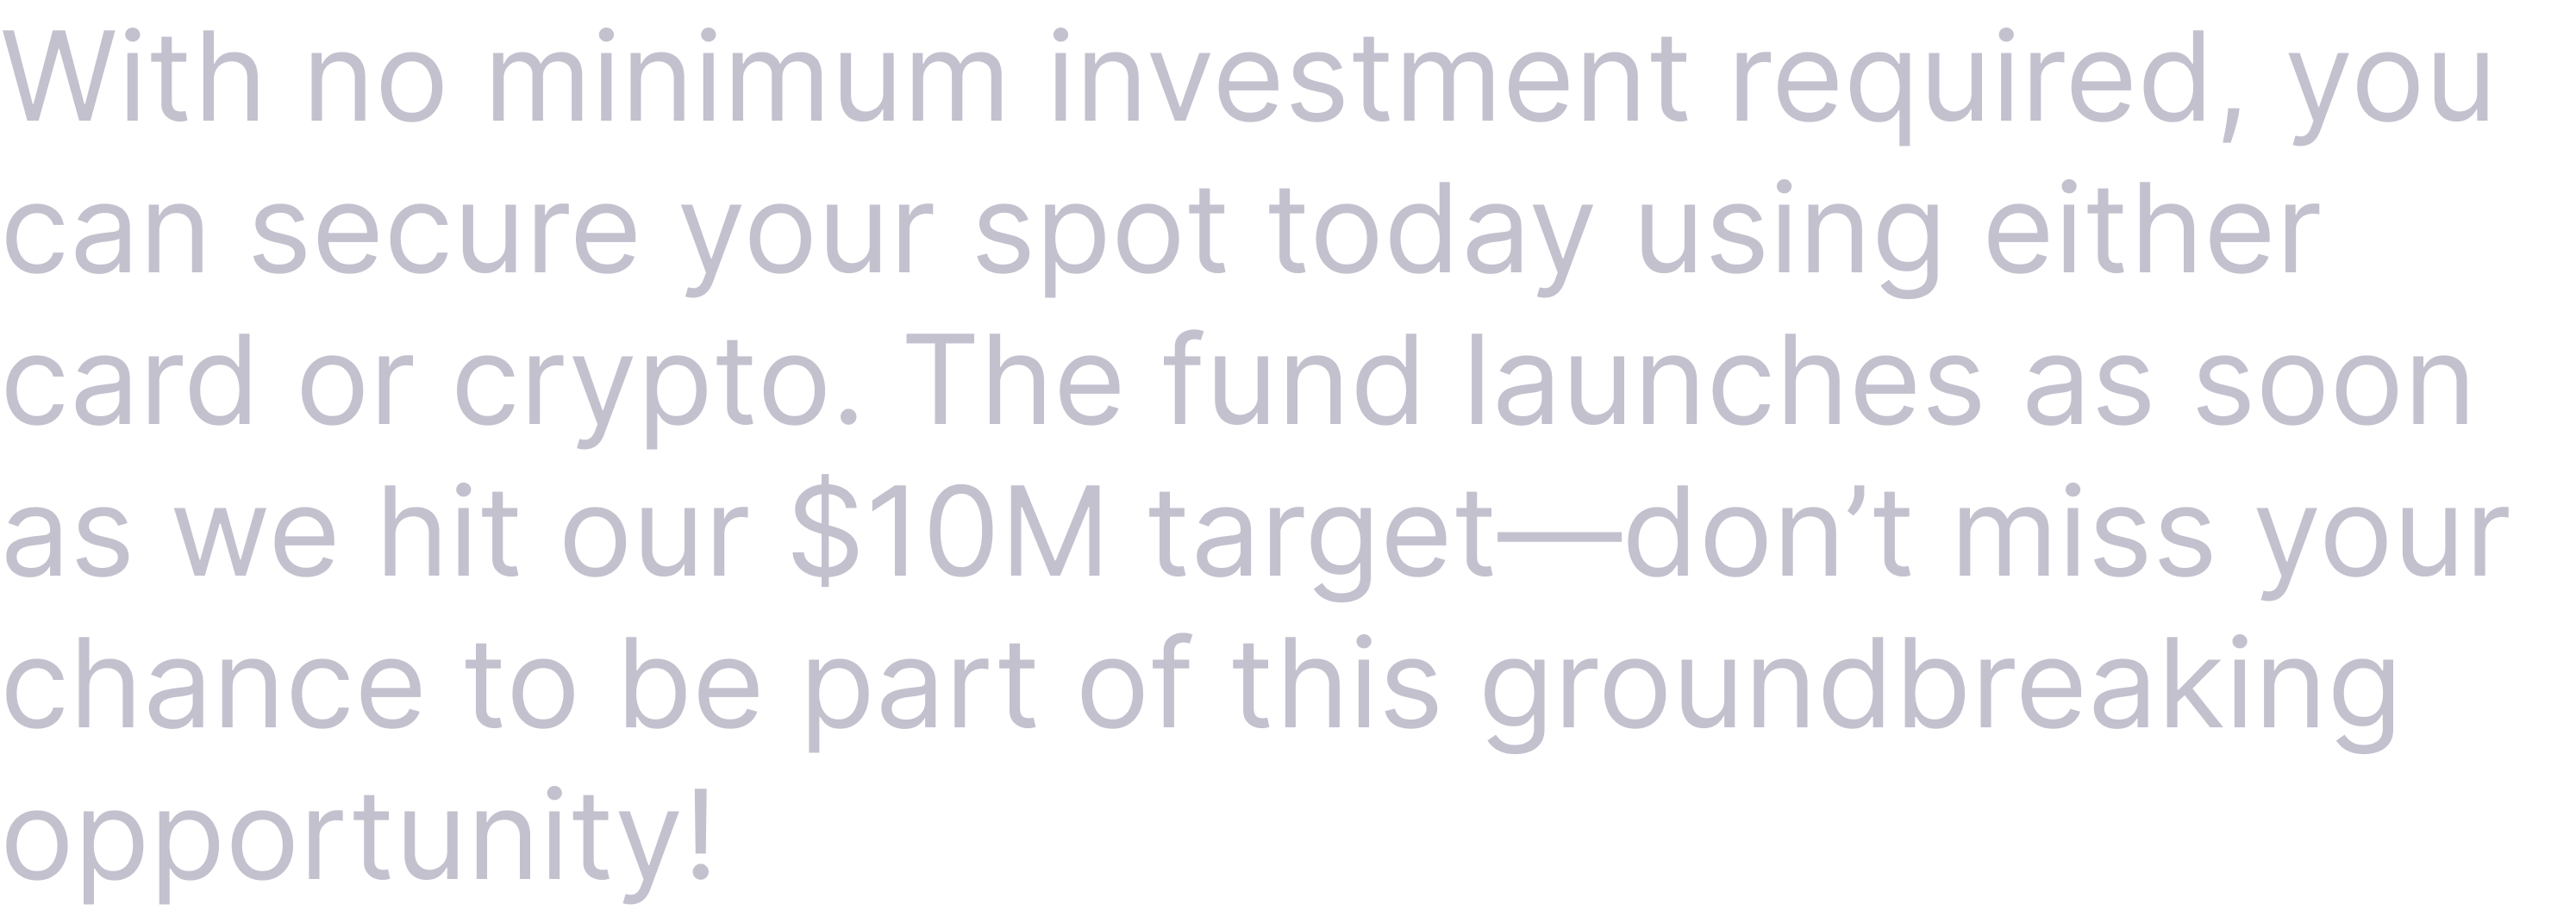 With no minimum investment required, you
can secure your spot today using either
card or crypto. The fund launches as soon
as we hit our $10M target—don’t miss your
chance to be part of this groundbreaking
opportunity!